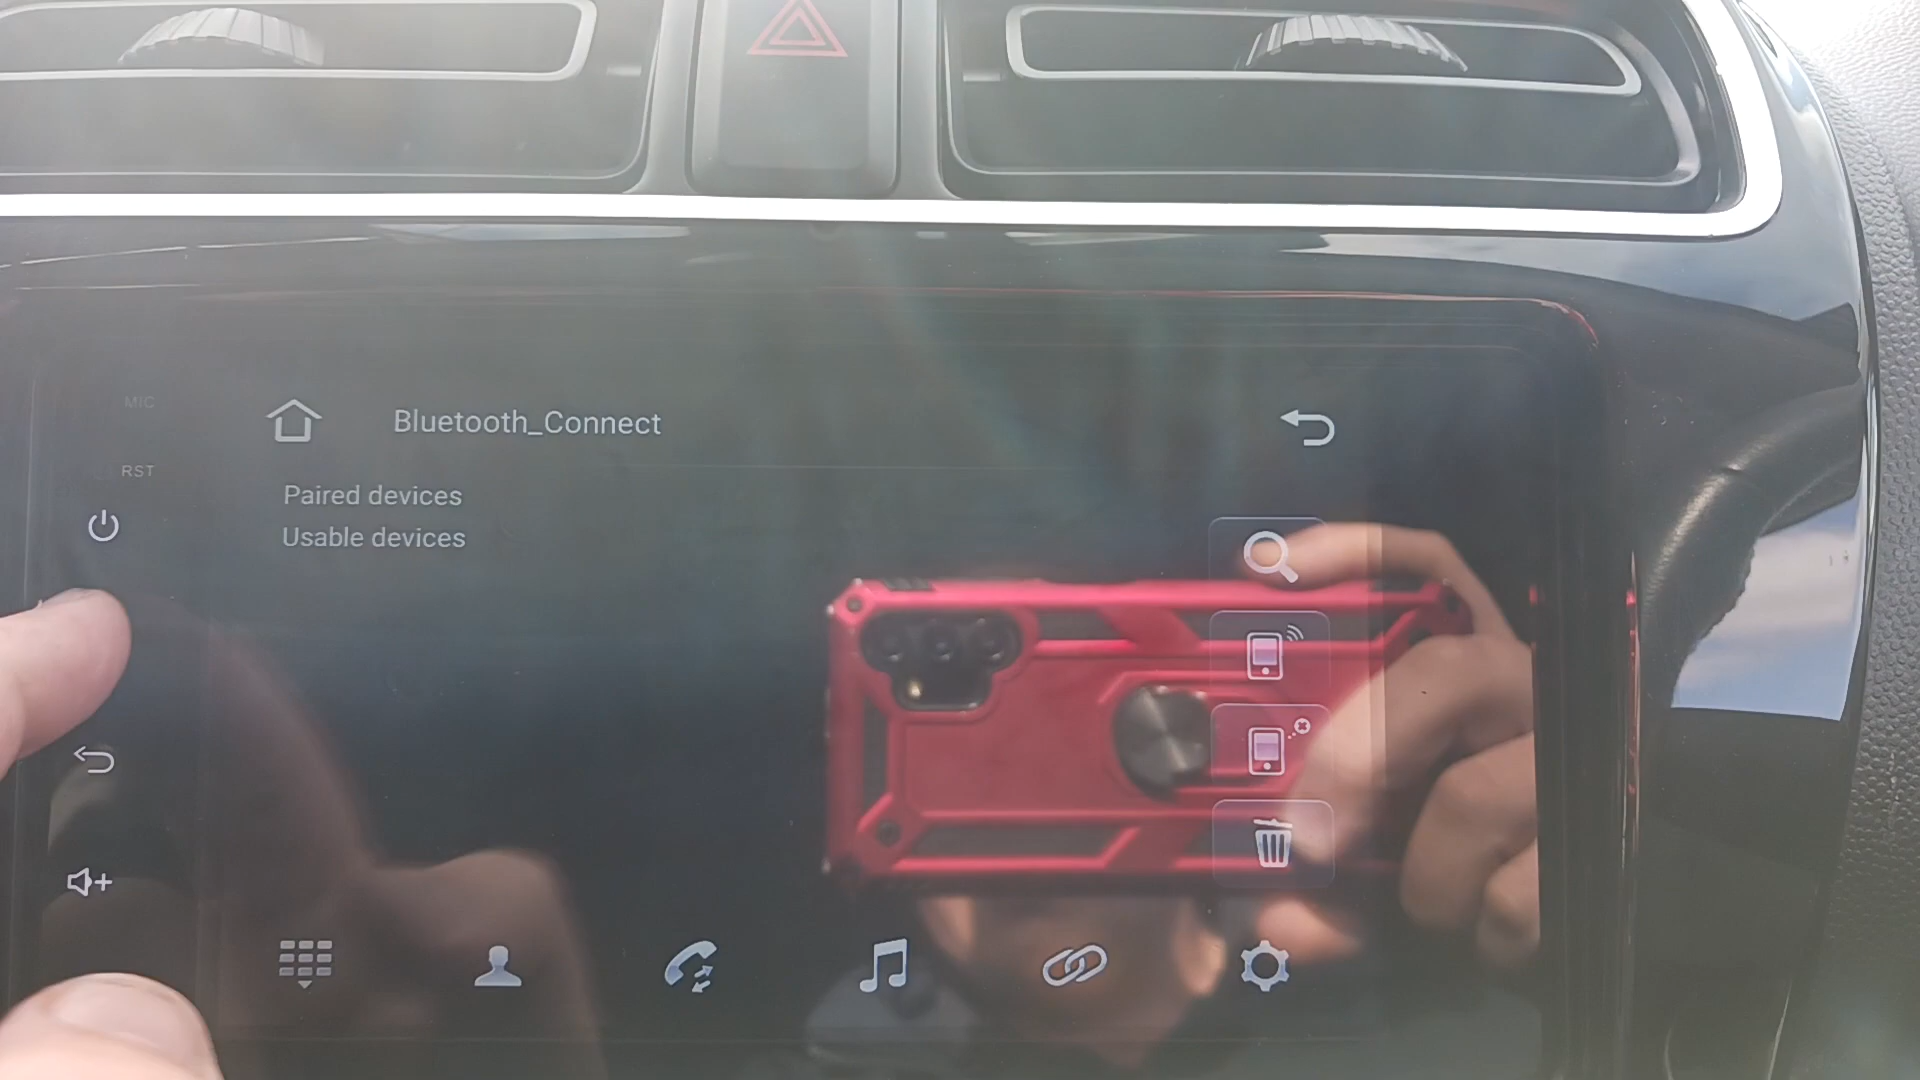 MIC
Bluetooth_Connect
RST
Paired devices
Usable devices